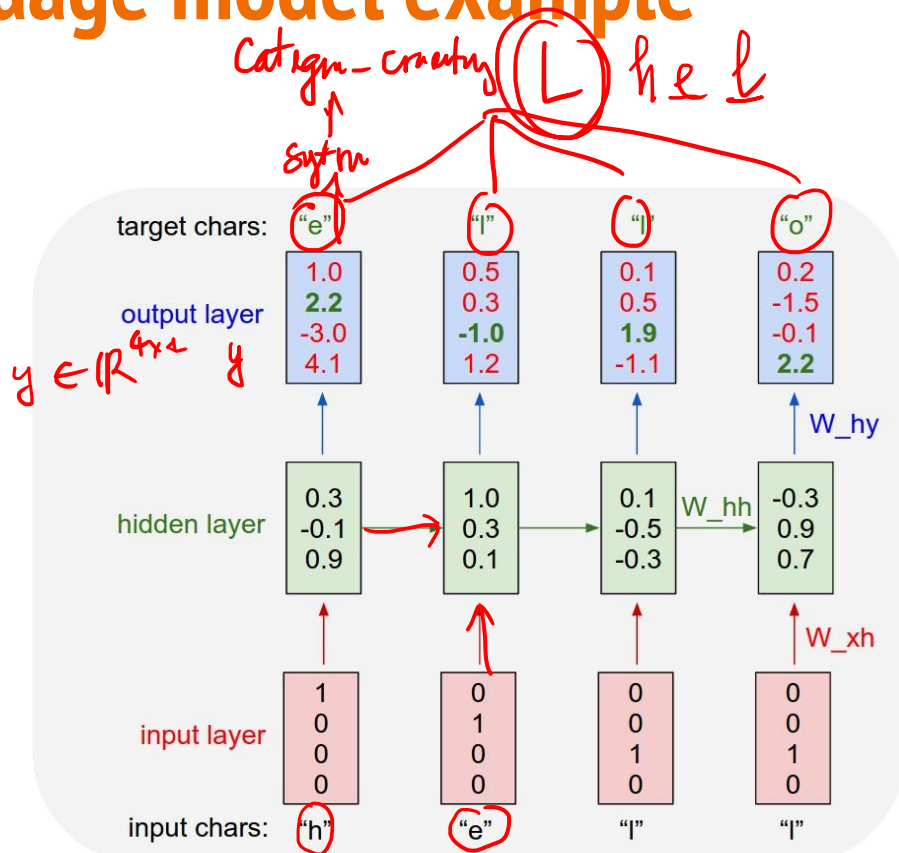 uage model example
L h e l
target chars: "e" "l" "l" "o"
output layer
1.0 0.5 0.1 0.2
2.2 0.3 0.5 -1.5
-3.0 -1.0 1.9 -0.1
4.1 1.2 -1.1 2.2
y ∈ ℝ^{4x1} y
W_hy
hidden layer
0.3 1.0 0.1 -0.3
-0.1 0.3 -0.5 0.9
0.9 0.1 -0.3 0.7
W_hh
W_xh
input layer
1 0 0 0
0 1 0 0
0 0 1 1
0 0 0 0
input chars: "h" "e" "l" "l"